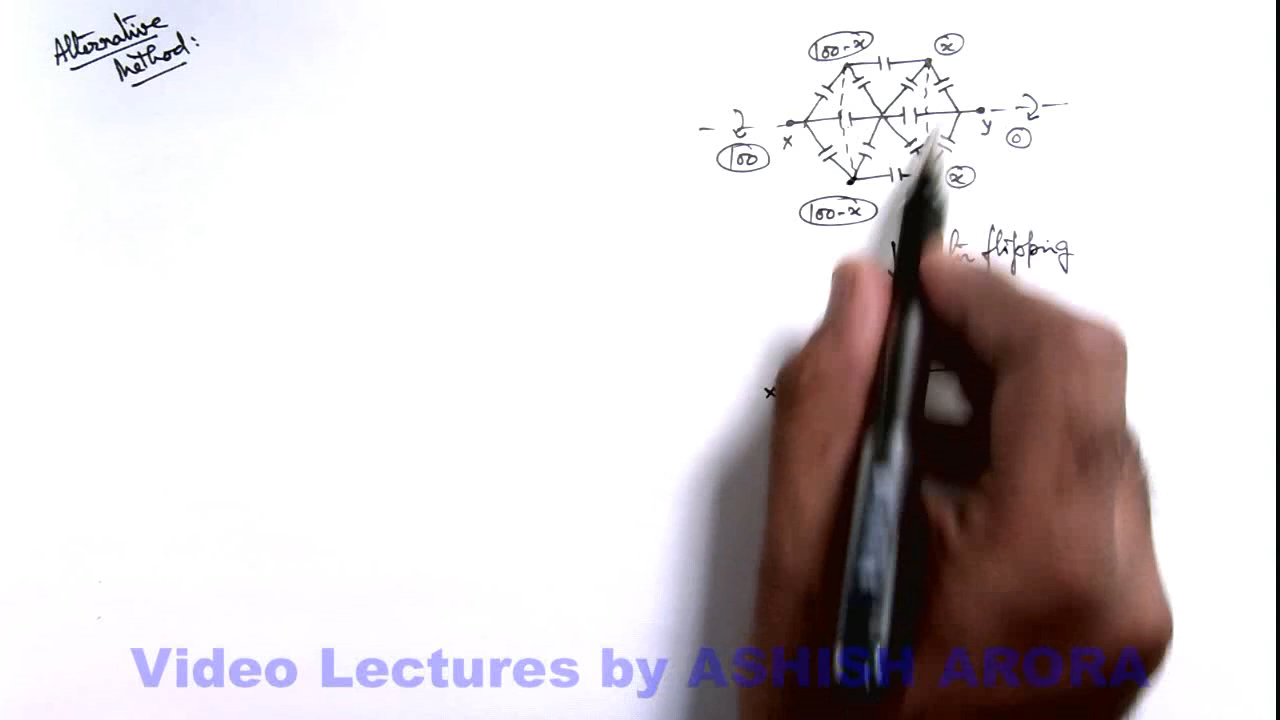 Alternative
Method:
100-x
x
x
y
100
0
x
100-x
flipping
x
Video Lectures by ASHISH ARORA